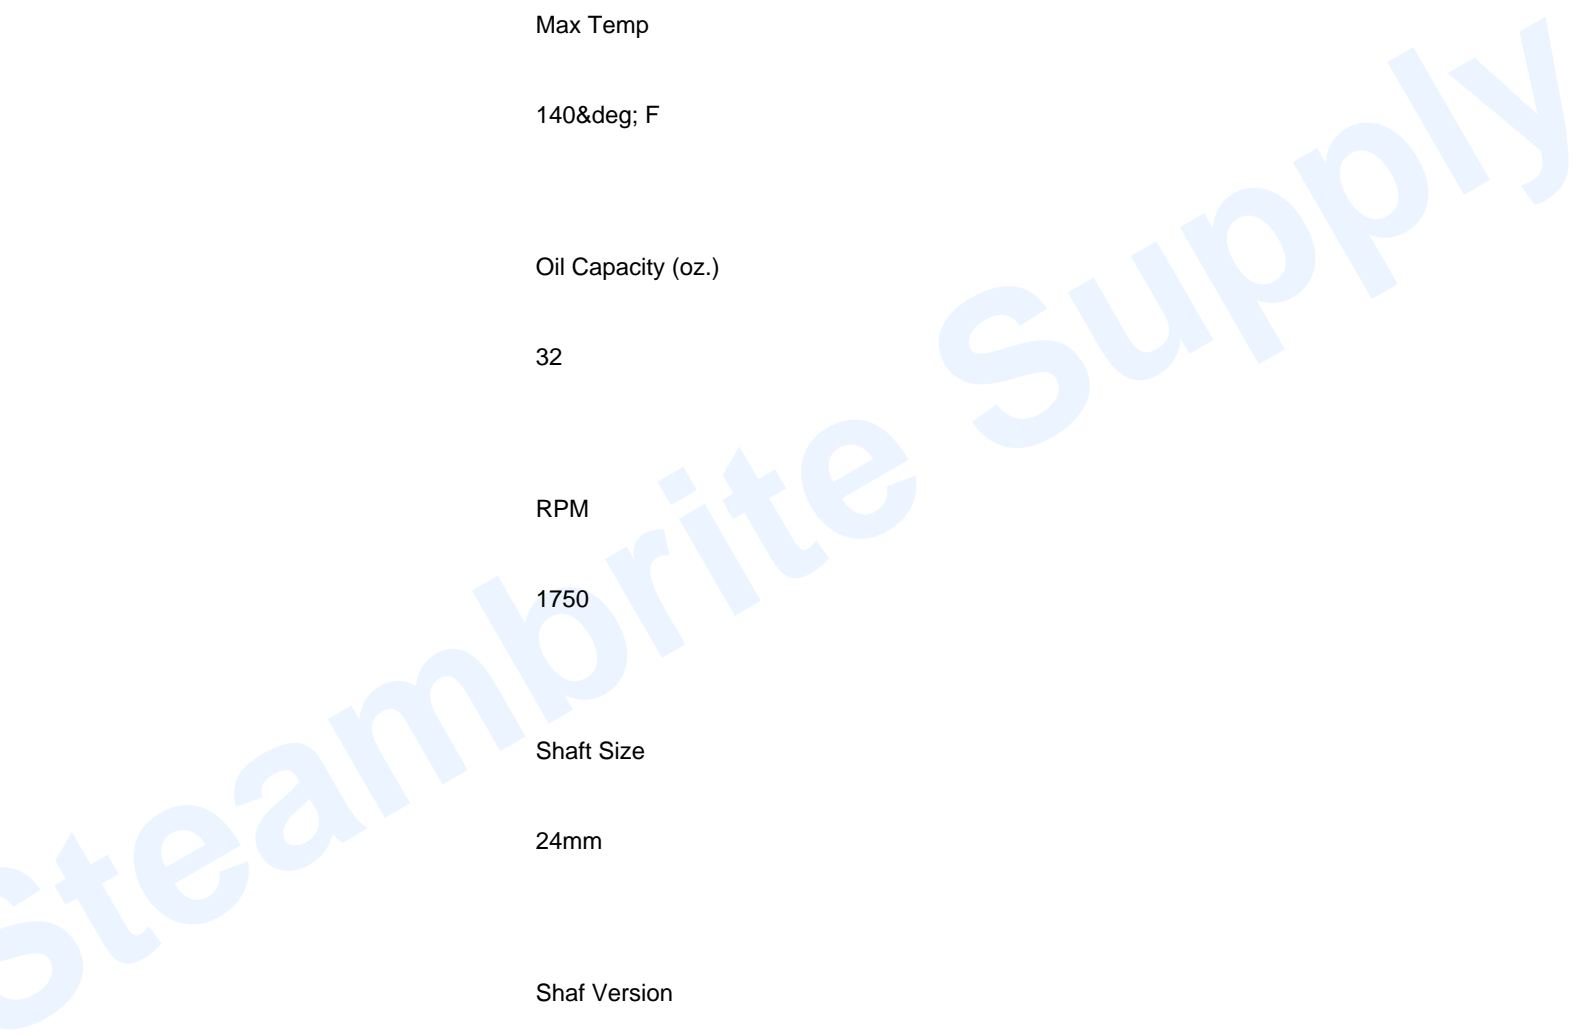 Max Temp
140&deg; F
Oil Capacity (oz.)
32
RPM
1750
Shaft Size
24mm
Shaf Version
Steambrite Supply